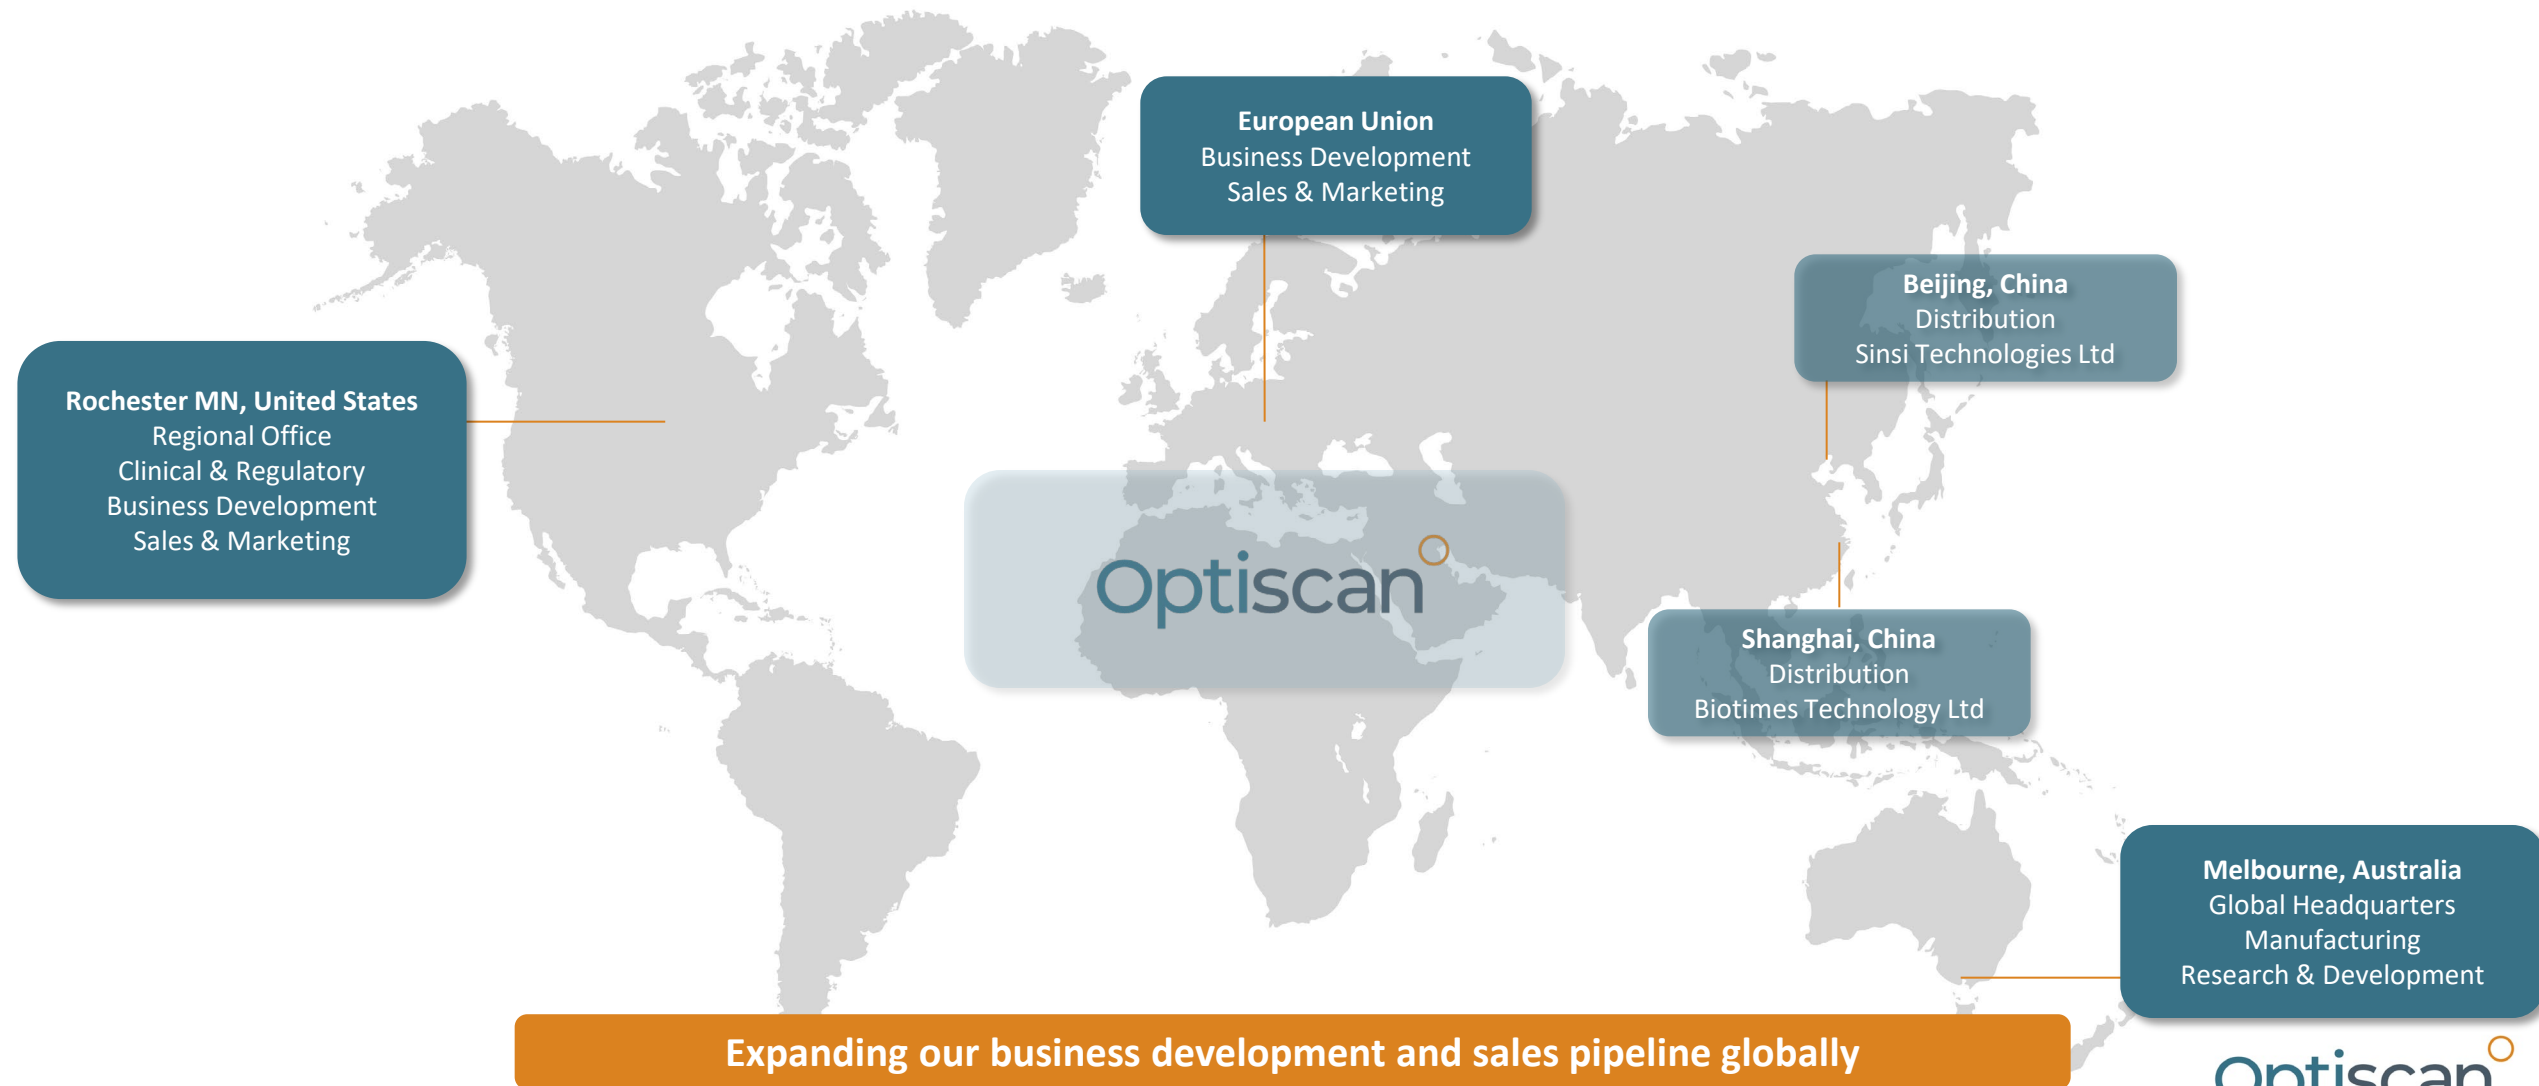 European Union
Business Development
Sales & Marketing
Beijing, China
Distribution
Sinsi Technologies Ltd
Rochester MN, United States
Regional Office
Clinical & Regulatory
Business Development
Sales & Marketing
Optiscan
Shanghai, China
Distribution
Biotimes Technology Ltd
Melbourne, Australia
Global Headquarters
Manufacturing
Research & Development
Expanding our business development and sales pipeline globally
Optiscan